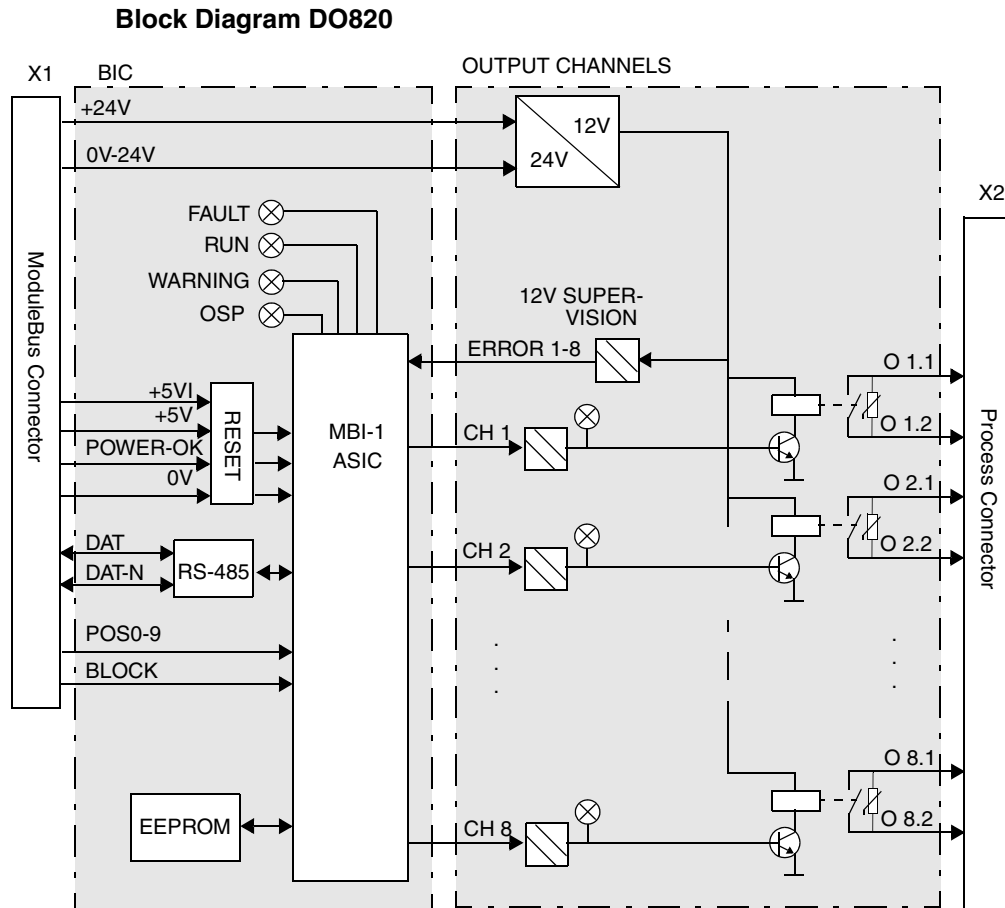 Block Diagram DO820
X1
BIC
OUTPUT CHANNELS
+24V
12V
24V
0V-24V
X2
FAULT
RUN
WARNING
OSP
12V SUPER-
VISION
ERROR 1-8
ModuleBus Connector
+5VI
+5V
POWER-OK
0V
RESET
MBI-1
ASIC
CH 1
O 1.1
O 1.2
Process Connector
DAT
DAT-N
RS-485
CH 2
O 2.1
O 2.2
POS0-9
BLOCK
EEPROM
CH 8
O 8.1
O 8.2